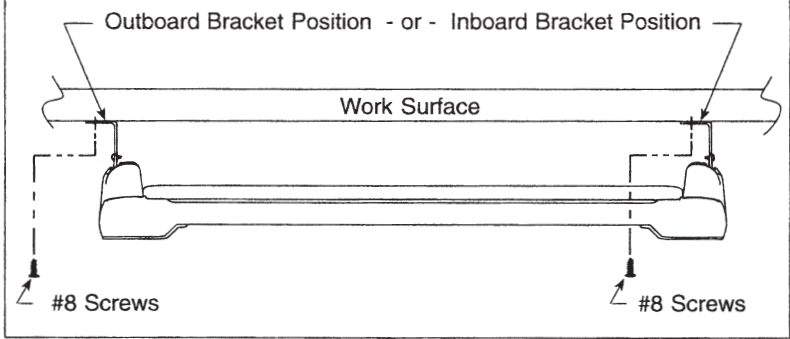 Outboard Bracket Position - or - Inboard Bracket Position
Work Surface
#8 Screws
#8 Screws